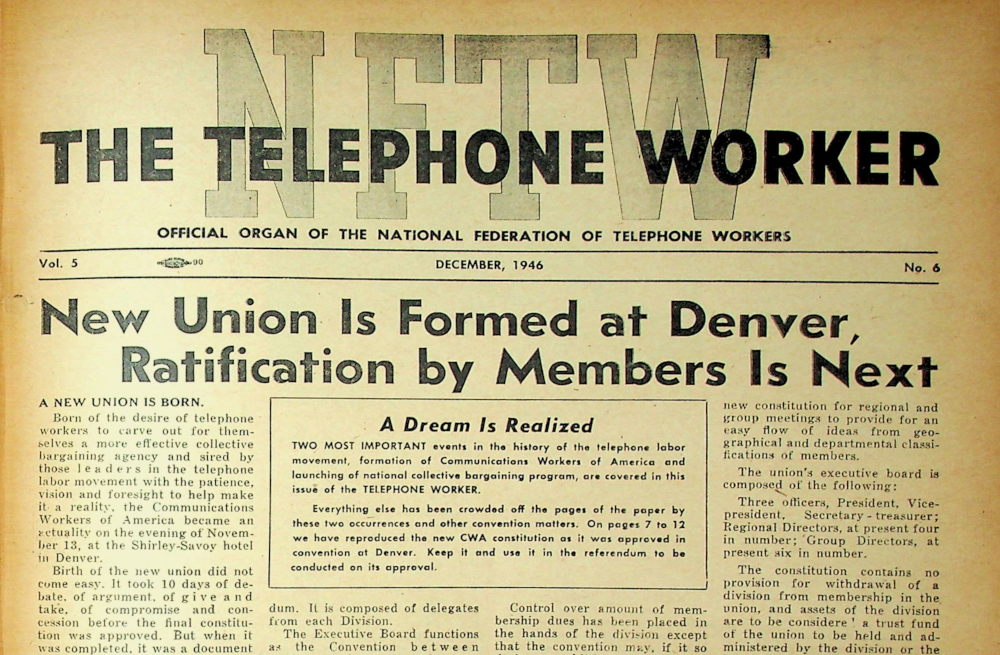 NFTW
THE TELEPHONE WORKER
OFFICIAL ORGAN OF THE NATIONAL FEDERATION OF TELEPHONE WORKERS
Vol. 5 90 DECEMBER, 1946 No. 6
New Union Is Formed at Denver,
Ratification by Members Is Next
A NEW UNION IS BORN.
Born of the desire of telephone
workers to carve out for them-
selves a more effective collective
bargaining agency and sired by
those leaders in the telephone
labor movement with the patience,
vision and foresight to help make
it a reality, the Communications
Workers of America became an
actuality on the evening of Novem-
ber 13, at the Shirley-Savoy hotel
in Denver.
Birth of the new union did not
come easy. It took 10 days of de-
bate, of argument, of give and
take, of compromise and con-
cession before the final constitu-
tion was approved. But when it
was completed, it was a document
A Dream Is Realized
TWO MOST IMPORTANT events in the history of the telephone labor
movement, formation of Communications Workers of America and
launching of national collective bargaining program, are covered in this
issue of the TELEPHONE WORKER.
Everything else has been crowded off the pages of the paper by
these two occurrences and other convention matters. On pages 7 to 12
we have reproduced the new CWA constitution as it was approved in
convention at Denver. Keep it and use it in the referendum to be
conducted on its approval.
dum. It is composed of delegates
from each Division.
The Executive Board functions
as the Convention between
Control over amount of mem-
bership dues has been placed in
the hands of the division except
that the convention may, if it so
new constitution for regional and
group meetings to provide for an
easy flow of ideas from geo-
graphical and departmental classi-
fications of members.
The union's executive board is
composed of the following:
Three officers, President, Vice-
president, Secretary-treasurer;
Regional Directors, at present four
in number; Group Directors, at
present six in number.
The constitution contains no
provision for withdrawal of a
division from membership in the
union, and assets of the division
are to be considere' a trust fund
of the union to be held and ad-
ministered by the division or the